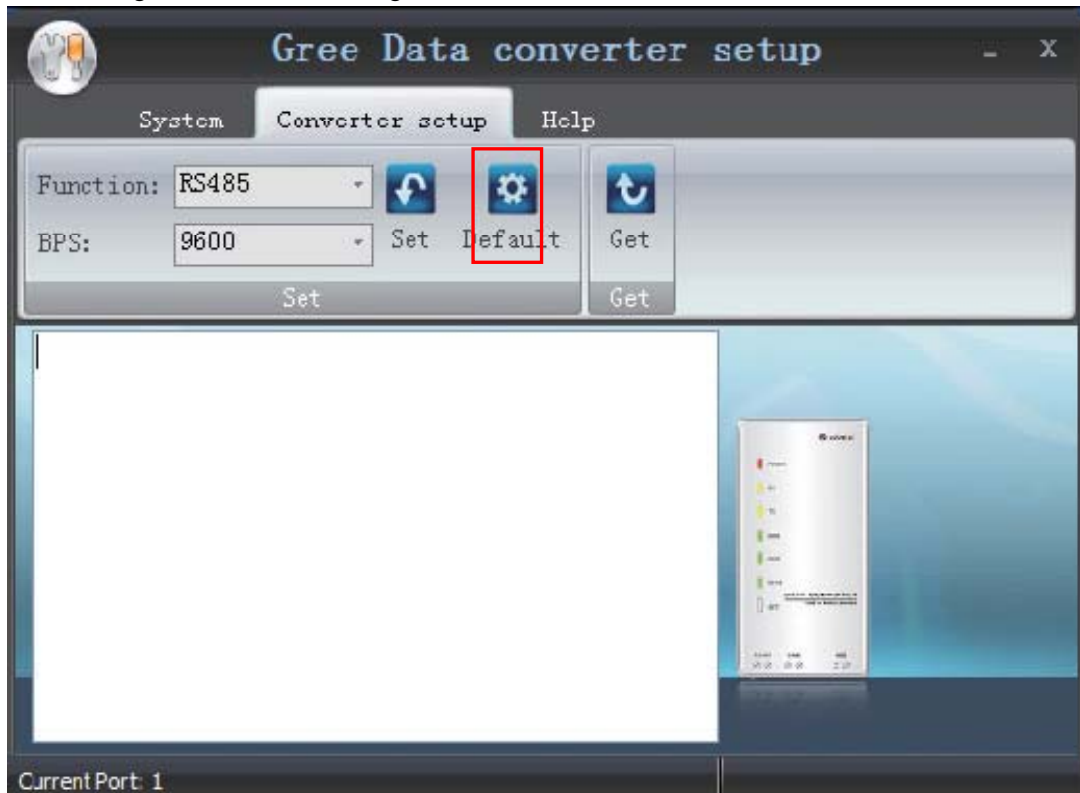 Gree Data converter setup
- X
System Converter setup Help
Function: RS485
BPS: 9600
Set Default Get
Set Get
Current Port: 1